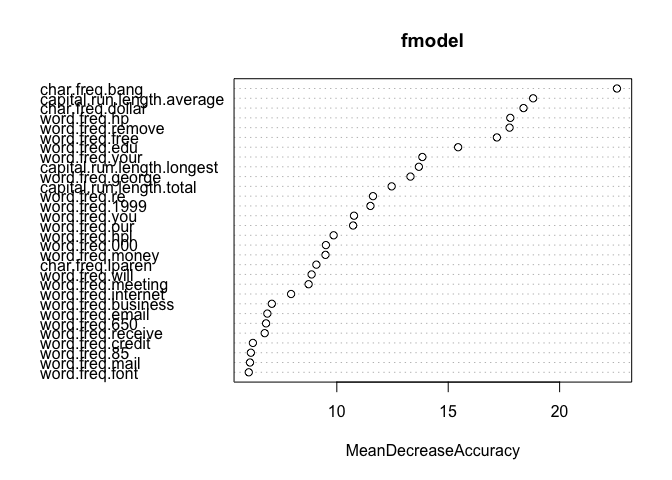 fmodel
char.freq.bang
capital.run.length.average
char.freq.dollar
word.freq.hp
word.freq.remove
word.freq.free
word.freq.edu
word.freq.your
capital.run.length.longest
word.freq.george
capital.run.length.total
word.freq.re
word.freq.1999
word.freq.you
word.freq.our
word.freq.hpl
word.freq.000
word.freq.money
char.freq.lparen
word.freq.will
word.freq.meeting
word.freq.internet
word.freq.business
word.freq.email
word.freq.650
word.freq.receive
word.freq.credit
word.freq.85
word.freq.mail
word.freq.font
10 15 20
MeanDecreaseAccuracy